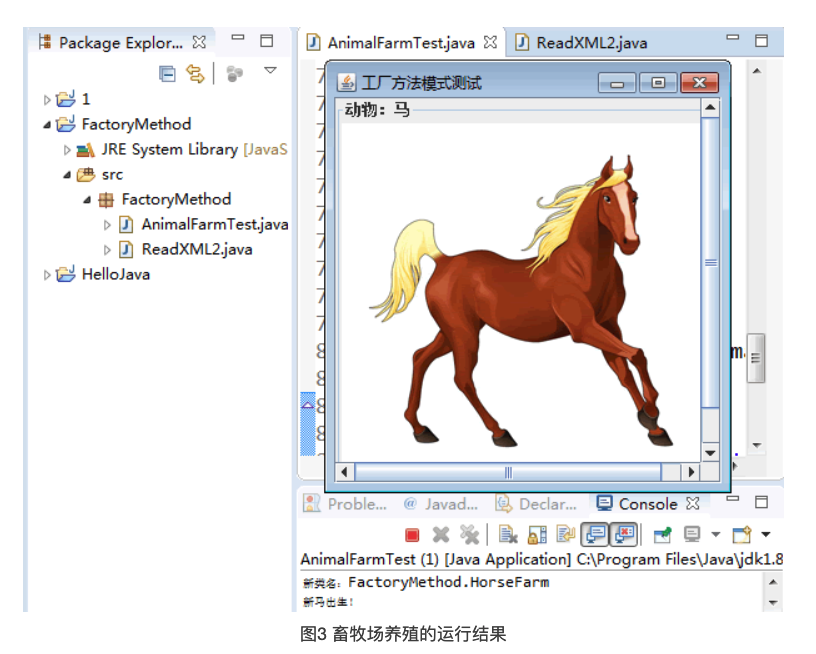 Package Explor...
AnimalFarmTest.java
ReadXML2.java
1
FactoryMethod
JRE System Library [JavaS
src
FactoryMethod
AnimalFarmTest.java
ReadXML2.java
HelloJava
工厂方法模式测试
动物：马
Proble...
@ Javad...
Declar...
Console
AnimalFarmTest (1) [Java Application] C:\Program Files\Java\jdk1.8
新类名：FactoryMethod.HorseFarm
新马出生！
图3 畜牧场养殖的运行结果